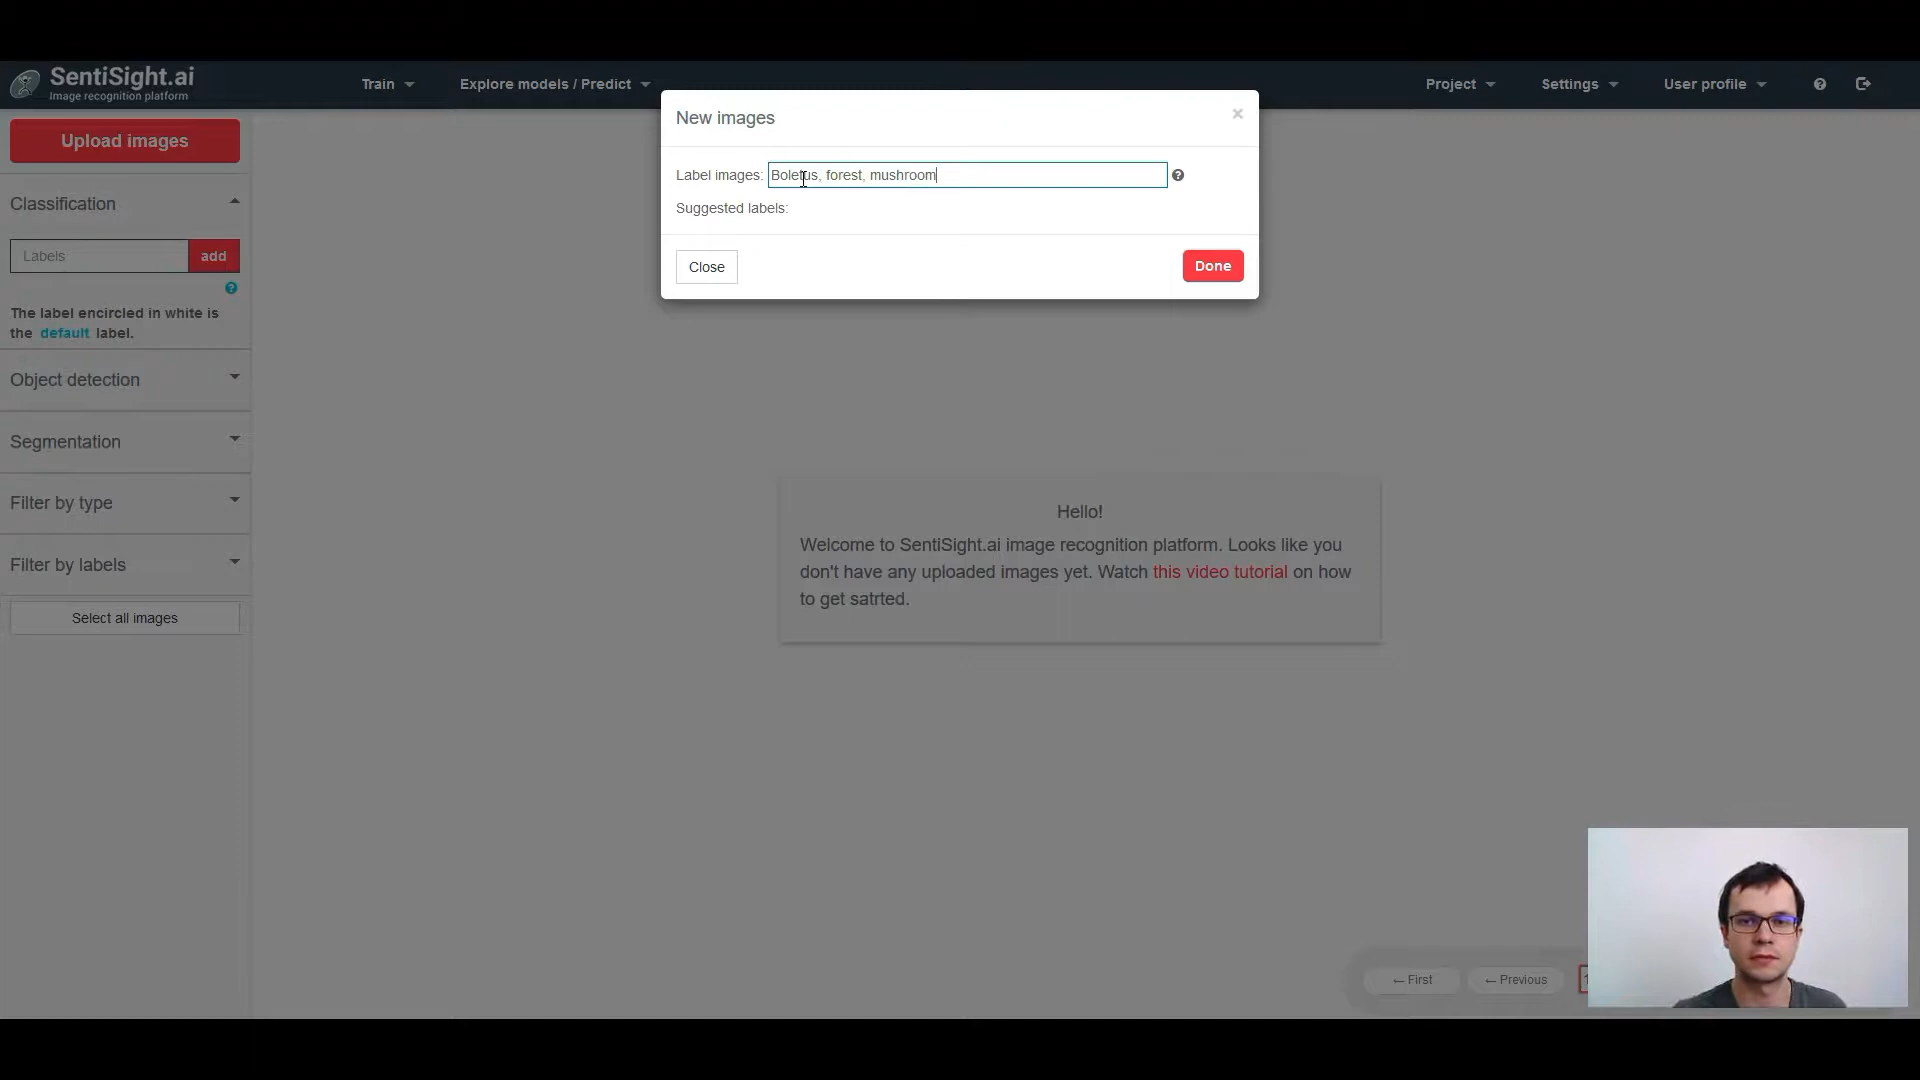 SentiSight.ai
Image recognition platform
Train
Explore models / Predict
Project
Settings
User profile
New images
×
Label images: Boletus, forest, mushroom
Suggested labels:
Close
Done
Upload images
Classification
Labels
add
The label encircled in white is
the default label.
Object detection
Segmentation
Filter by type
Filter by labels
Select all images
Hello!
Welcome to SentiSight.ai image recognition platform. Looks like you
don't have any uploaded images yet. Watch this video tutorial on how
to get satrted.
← First
← Previous